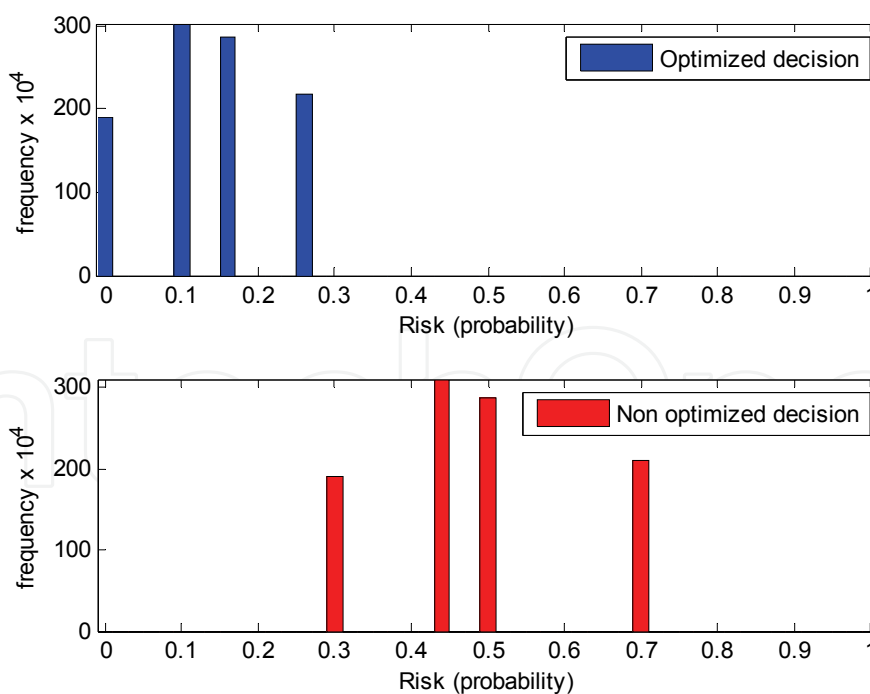 300
200
100
0
frequency x 10^4
Optimized decision
0 0.1 0.2 0.3 0.4 0.5 0.6 0.7 0.8 0.9 1
Risk (probability)
300
200
100
0
frequency x 10^4
Non optimized decision
0 0.1 0.2 0.3 0.4 0.5 0.6 0.7 0.8 0.9 1
Risk (probability)